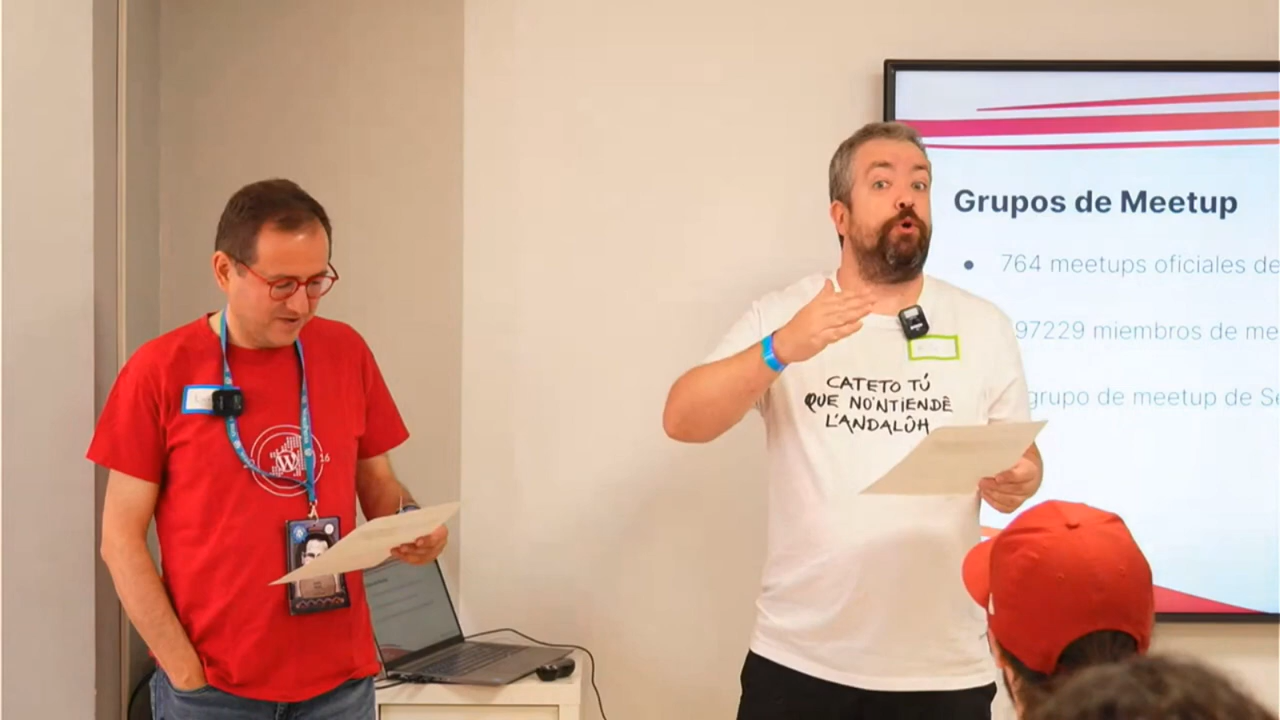 Grupos de Meetup
764 meetups oficiales de
97229 miembros de me
grupo de meetup de Se
CATETO TÚ
QUE NO'NTIENDÊ
L'ANDALÛH
W
16